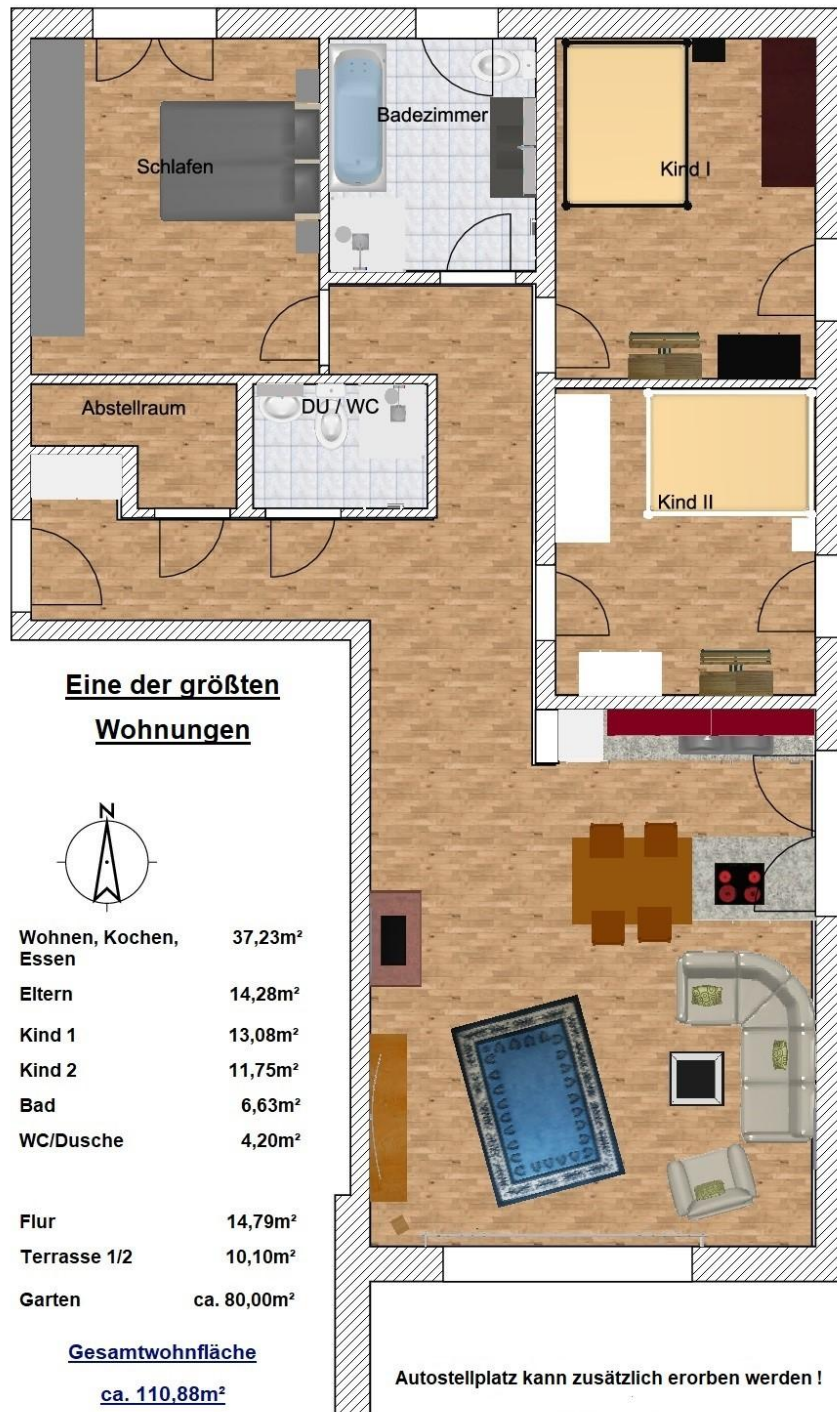 Schlafen
Badezimmer
Kind I
Abstellraum
DU / WC
Kind II
Eine der größten
Wohnungen
N
Wohnen, Kochen, 37,23m²
Essen
Eltern 14,28m²
Kind 1 13,08m²
Kind 2 11,75m²
Bad 6,63m²
WC/Dusche 4,20m²
Flur 14,79m²
Terrasse 1/2 10,10m²
Garten ca. 80,00m²
Gesamtwohnfläche
ca. 110,88m²
Autostellplatz kann zusätzlich erorben werden !